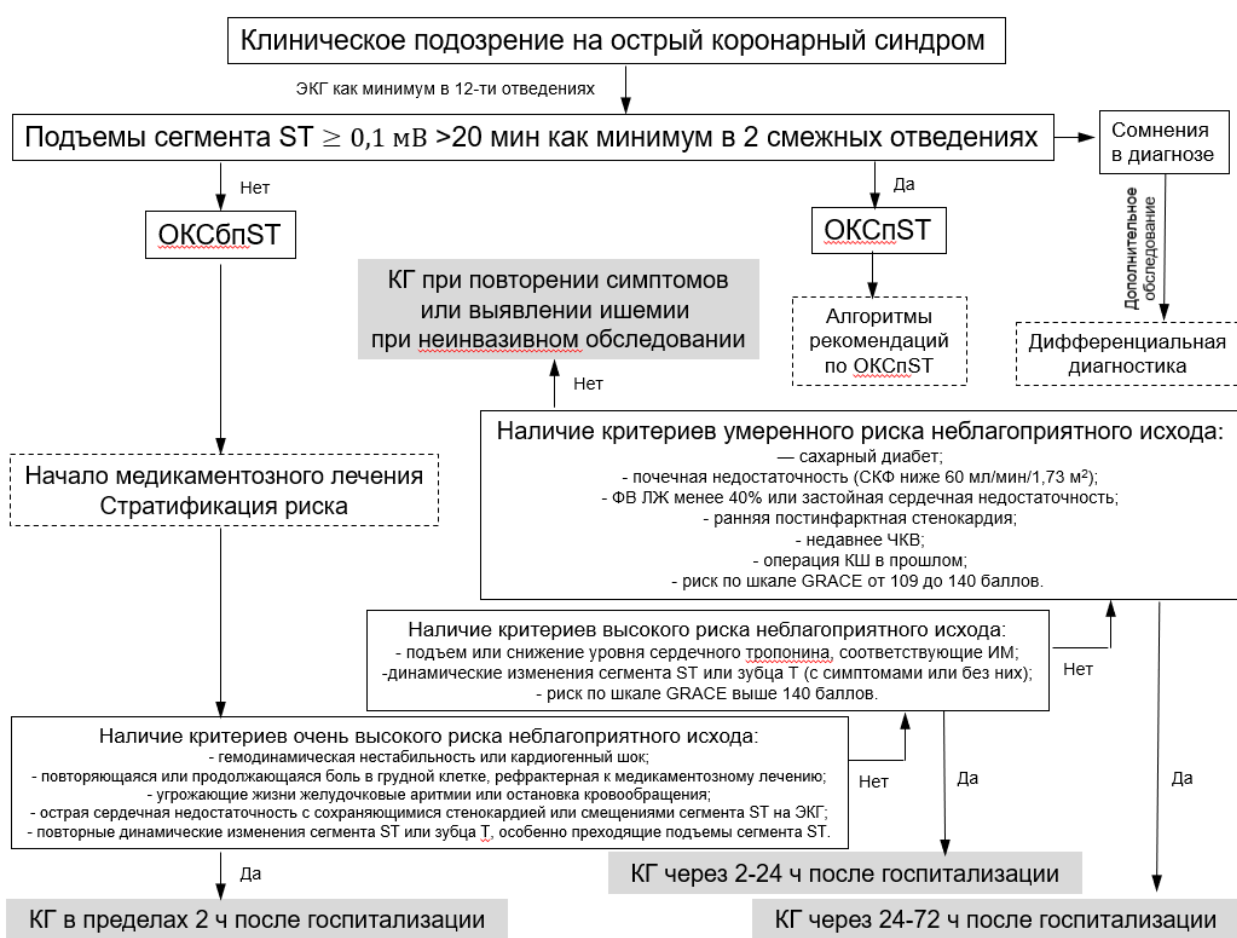 Клиническое подозрение на острый коронарный синдром
ЭКГ как минимум в 12-ти отведениях
Подъемы сегмента ST ≥ 0,1 мВ >20 мин как минимум в 2 смежных отведениях
Сомнения
в диагнозе
Нет
Да
ОКСбпST
ОКСпST
Дополнительное
обследование
КГ при повторении симптомов
или выявлении ишемии
при неинвазивном обследовании
Алгоритмы
рекомендаций
по ОКСпST
Дифференциальная
диагностика
Нет
Наличие критериев умеренного риска неблагоприятного исхода:
— сахарный диабет;
- почечная недостаточность (СКФ ниже 60 мл/мин/1,73 м²);
- ФВ ЛЖ менее 40% или застойная сердечная недостаточность;
- ранняя постинфарктная стенокардия;
- недавнее ЧКВ;
- операция КШ в прошлом;
- риск по шкале GRACE от 109 до 140 баллов.
Начало медикаментозного лечения
Стратификация риска
Наличие критериев высокого риска неблагоприятного исхода:
- подъем или снижение уровня сердечного тропонина, соответствующие ИМ;
-динамические изменения сегмента ST или зубца T (с симптомами или без них);
- риск по шкале GRACE выше 140 баллов.
Нет
Наличие критериев очень высокого риска неблагоприятного исхода:
- гемодинамическая нестабильность или кардиогенный шок;
- повторяющаяся или продолжающаяся боль в грудной клетке, рефрактерная к медикаментозному лечению;
- угрожающие жизни желудочковые аритмии или остановка кровообращения;
- острая сердечная недостаточность с сохраняющимися стенокардией или смещениями сегмента ST на ЭКГ;
- повторные динамические изменения сегмента ST или зубца T, особенно преходящие подъемы сегмента ST.
Нет
Да
Да
Да
КГ через 2-24 ч после госпитализации
КГ в пределах 2 ч после госпитализации
КГ через 24-72 ч после госпитализации